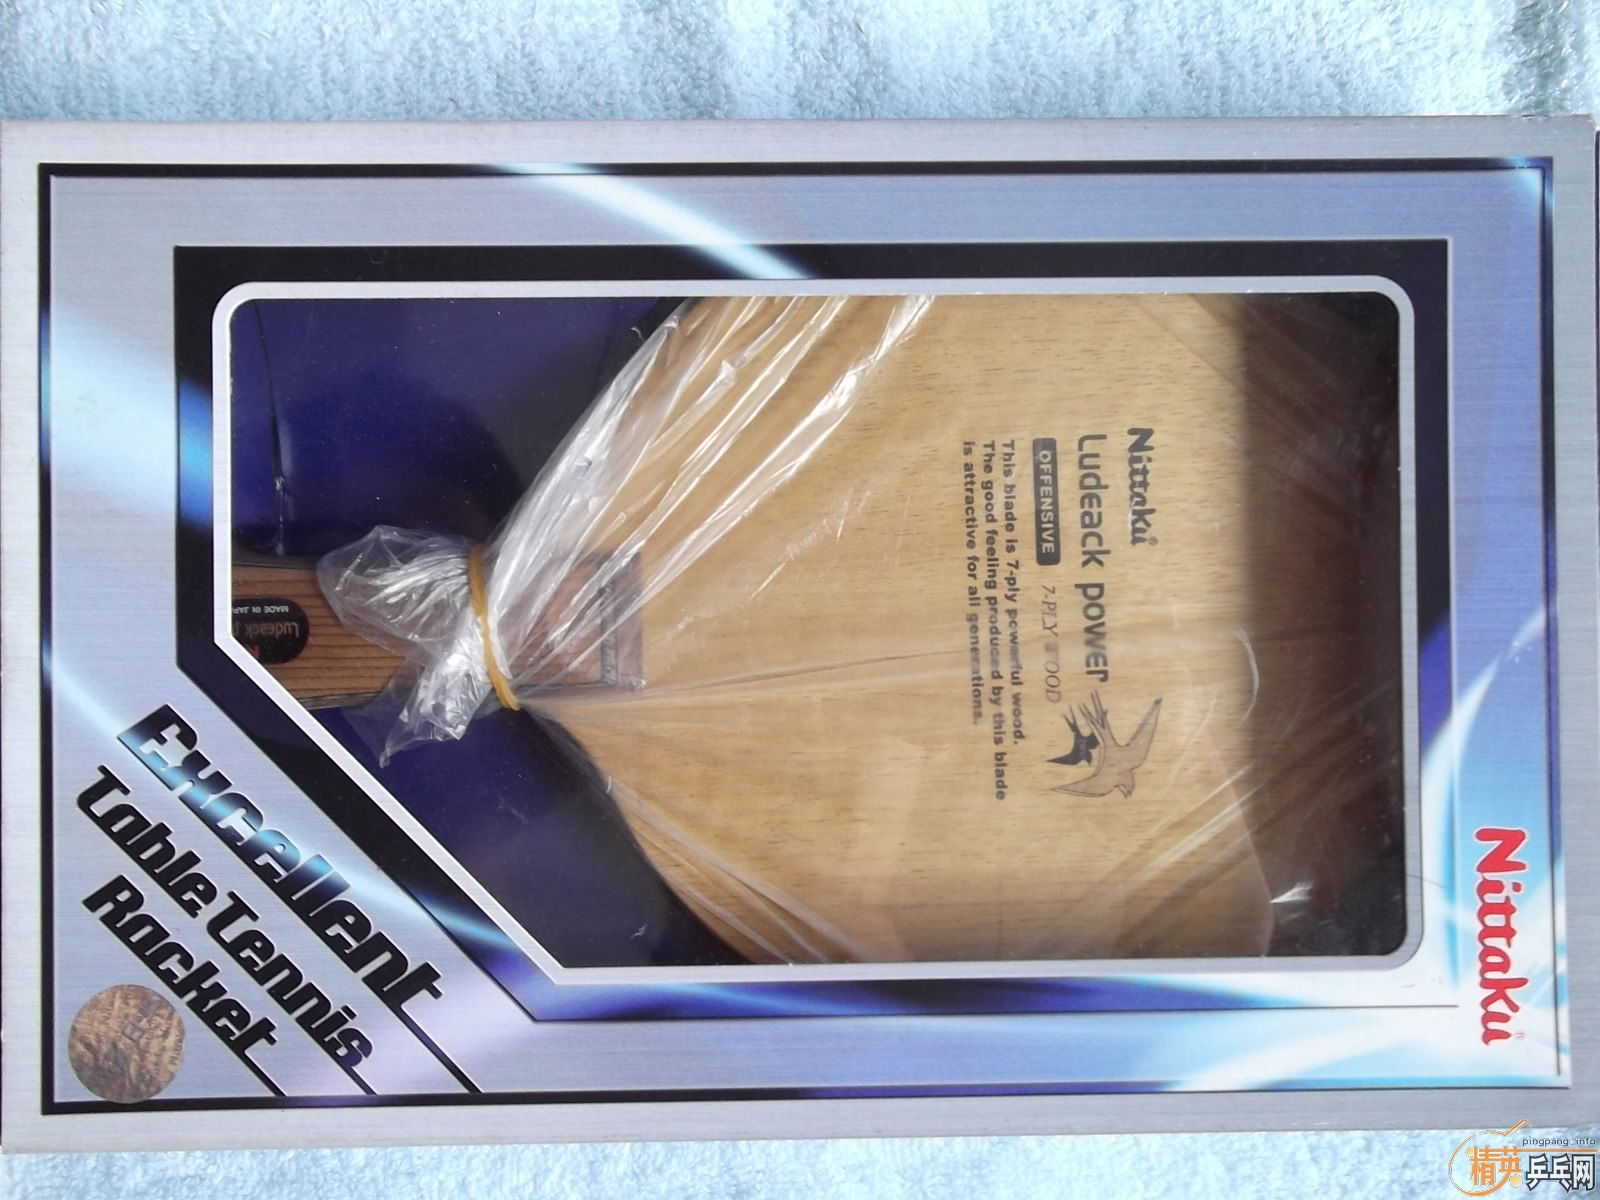 Nittaku
Ludeack power
OFFENSIVE 7-PLY WOOD
This blade is 7-ply powerful wood.
The good feeling produced by this blade
is attractive for all generations.
Ludeack
MADE IN JAPA
Excellent
Table Tennis
Racket
Nittaku
pingpang.info
精英乒乓网